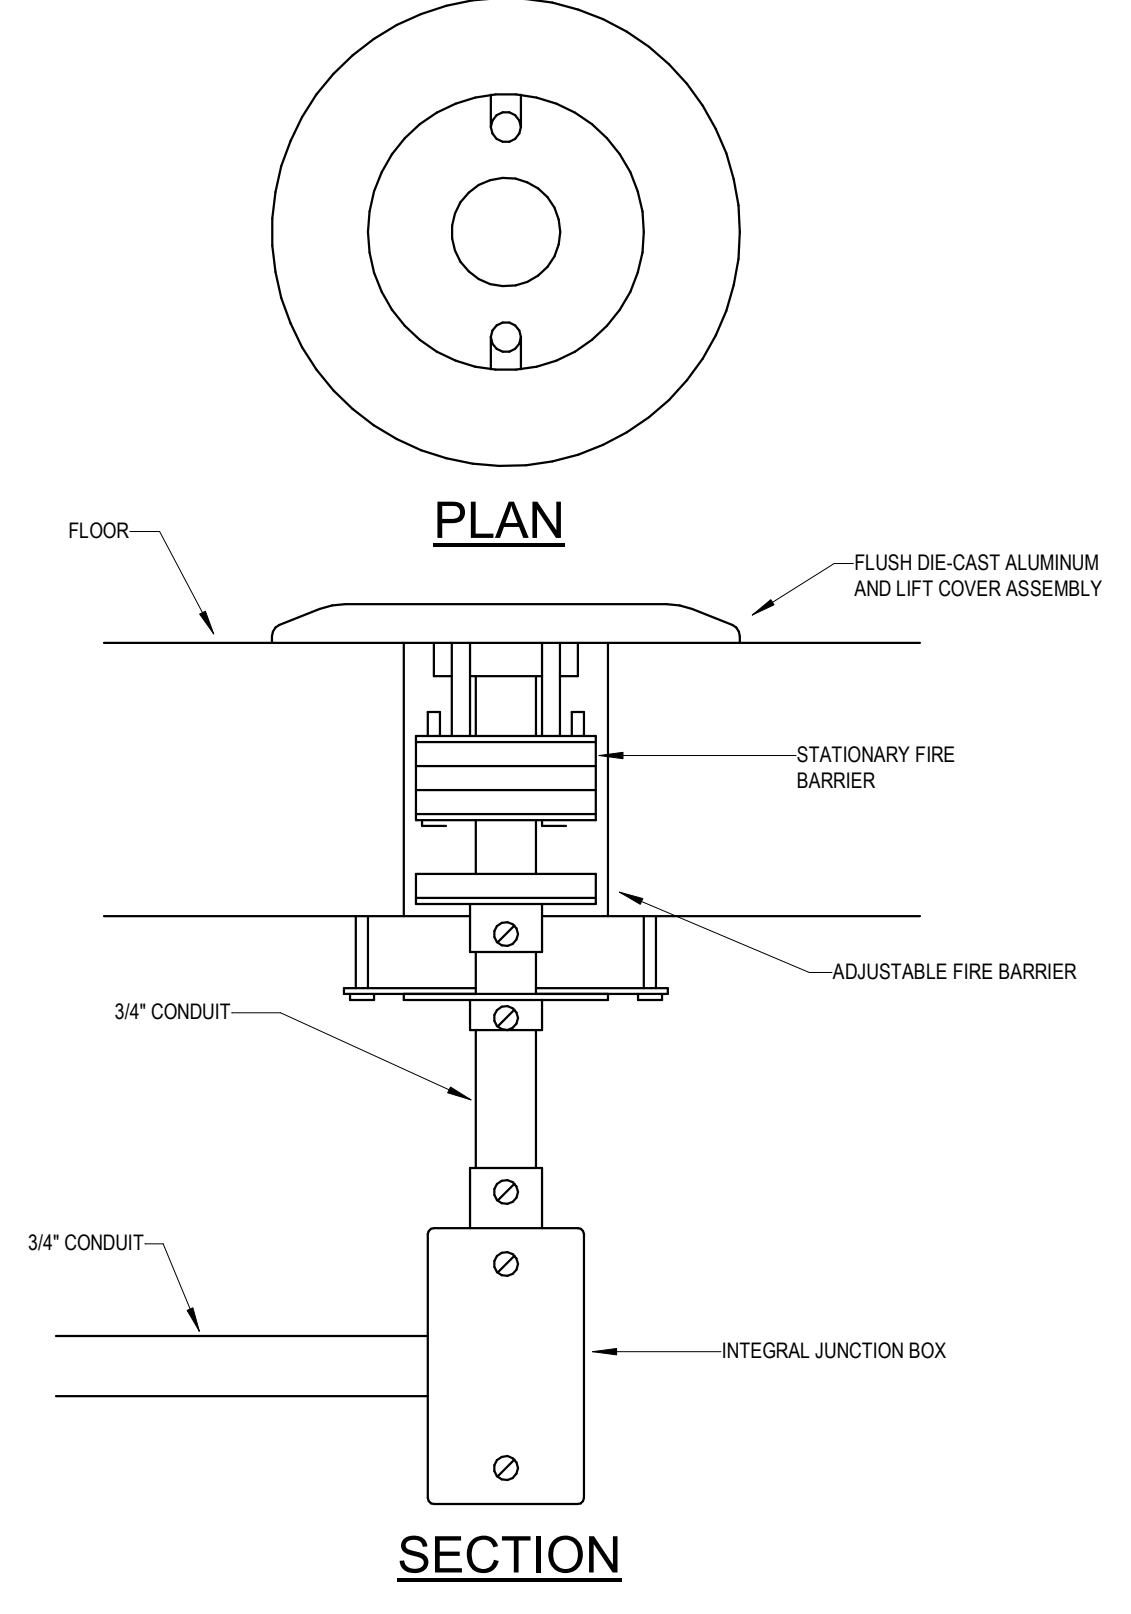 PLAN
FLOOR
FLUSH DIE-CAST ALUMINUM
AND LIFT COVER ASSEMBLY
STATIONARY FIRE
BARRIER
ADJUSTABLE FIRE BARRIER
3/4" CONDUIT
3/4" CONDUIT
INTEGRAL JUNCTION BOX
SECTION